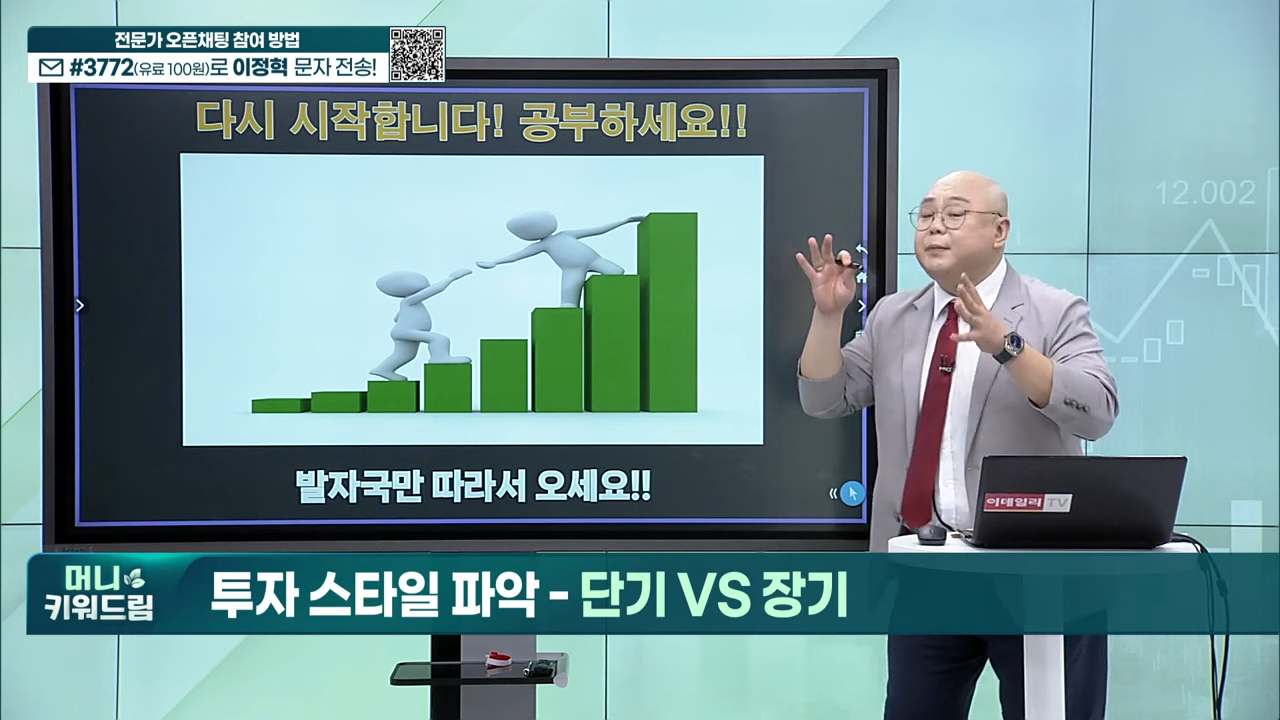 전문가 오픈채팅 참여 방법
#3772(유료 100원)로 이정혁 문자 전송!
다시 시작합니다! 공부하세요!!
12.002
발자국만 따라서 오세요!!
이데일리TV
머니
키워드림
투자 스타일 파악 - 단기 VS 장기